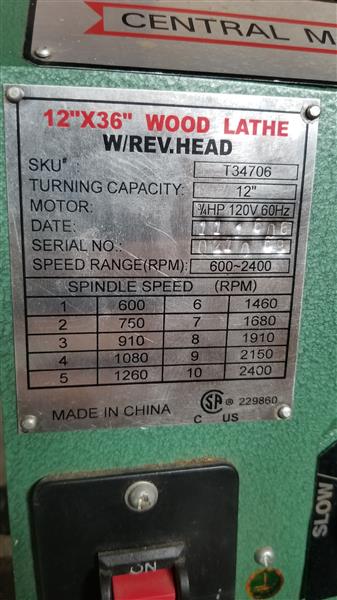 CENTRAL M
12"X36" WOOD LATHE
W/REV.HEAD
SKU# : T34706
TURNING CAPACITY: 12"
MOTOR: ¾HP 120V 60Hz
DATE:
SERIAL NO.:
SPEED RANGE(RPM): 600~2400
SPINDLE SPEED (RPM)
1 600 6 1460
2 750 7 1680
3 910 8 1910
4 1080 9 2150
5 1260 10 2400
MADE IN CHINA
SA ® 229860
C US
ON
SLOW